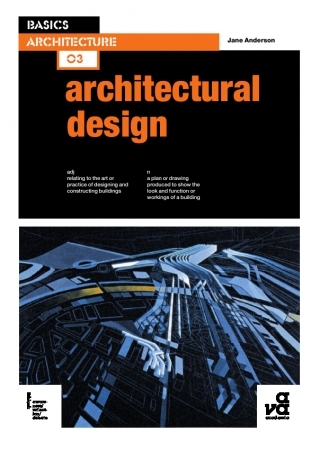 BASICS
ARCHITECTURE
Jane Anderson
03
architectural
design
adj
relating to the art or
practice of designing and
constructing buildings
n
a plan or drawing
produced to show the
look and function or
workings of a building
ava
academia